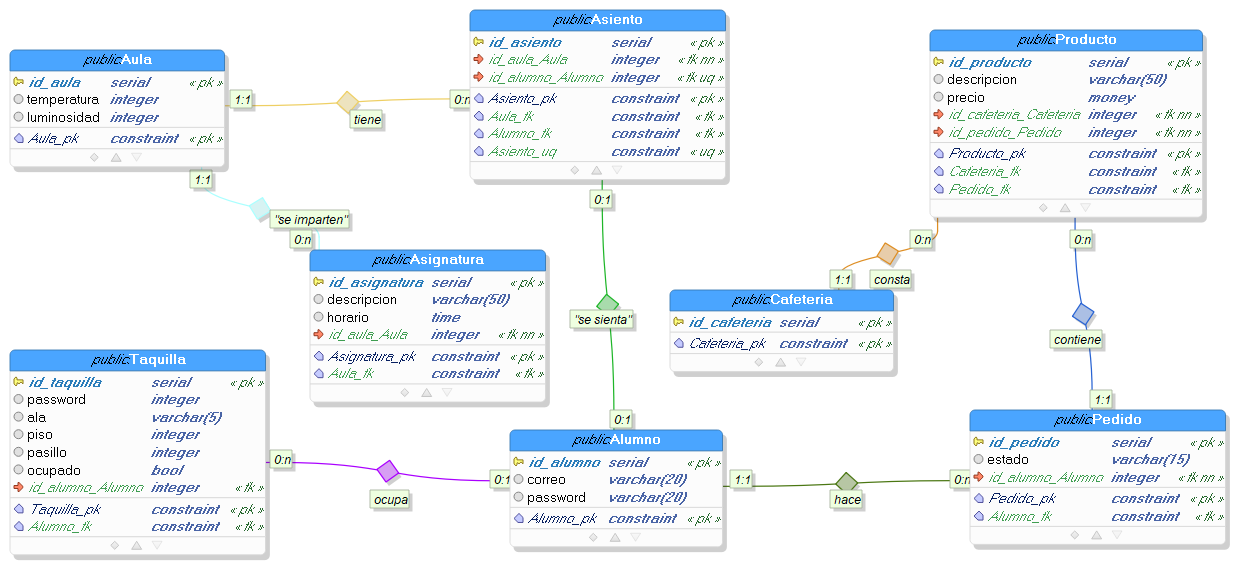 public.Aula
id_aula serial « pk »
temperatura integer
luminosidad integer
Aula_pk constraint « pk »
1:1
tiene
0:n
public.Asiento
id_asiento serial « pk »
id_aula_Aula integer « fk nn »
id_alumno_Alumno integer « fk uq »
Asiento_pk constraint « pk »
Aula_fk constraint « fk »
Alumno_fk constraint « fk »
Asiento_uq constraint « uq »
public.Producto
id_producto serial « pk »
descripcion varchar(50)
precio money
id_cafeteria_Cafeteria integer « fk nn »
id_pedido_Pedido integer « fk nn »
Producto_pk constraint « pk »
Cafeteria_fk constraint « fk »
Pedido_fk constraint « fk »
1:1
"se imparten"
0:n
0:1
"se sienta"
0:1
0:n
consta
1:1
0:n
contiene
1:1
public.Asignatura
id_asignatura serial « pk »
descripcion varchar(50)
horario time
id_aula_Aula integer « fk nn »
Asignatura_pk constraint « pk »
Aula_fk constraint « fk »
public.Cafeteria
id_cafeteria serial « pk »
Cafeteria_pk constraint « pk »
public.Taquilla
id_taquilla serial « pk »
password integer
ala varchar(5)
piso integer
pasillo integer
ocupado bool
id_alumno_Alumno integer « fk »
Taquilla_pk constraint « pk »
Alumno_fk constraint « fk »
0:n
ocupa
0:1
public.Alumno
id_alumno serial « pk »
correo varchar(20)
password varchar(20)
Alumno_pk constraint « pk »
1:1
hace
0:n
public.Pedido
id_pedido serial « pk »
estado varchar(15)
id_alumno_Alumno integer « fk nn »
Pedido_pk constraint « pk »
Alumno_fk constraint « fk »